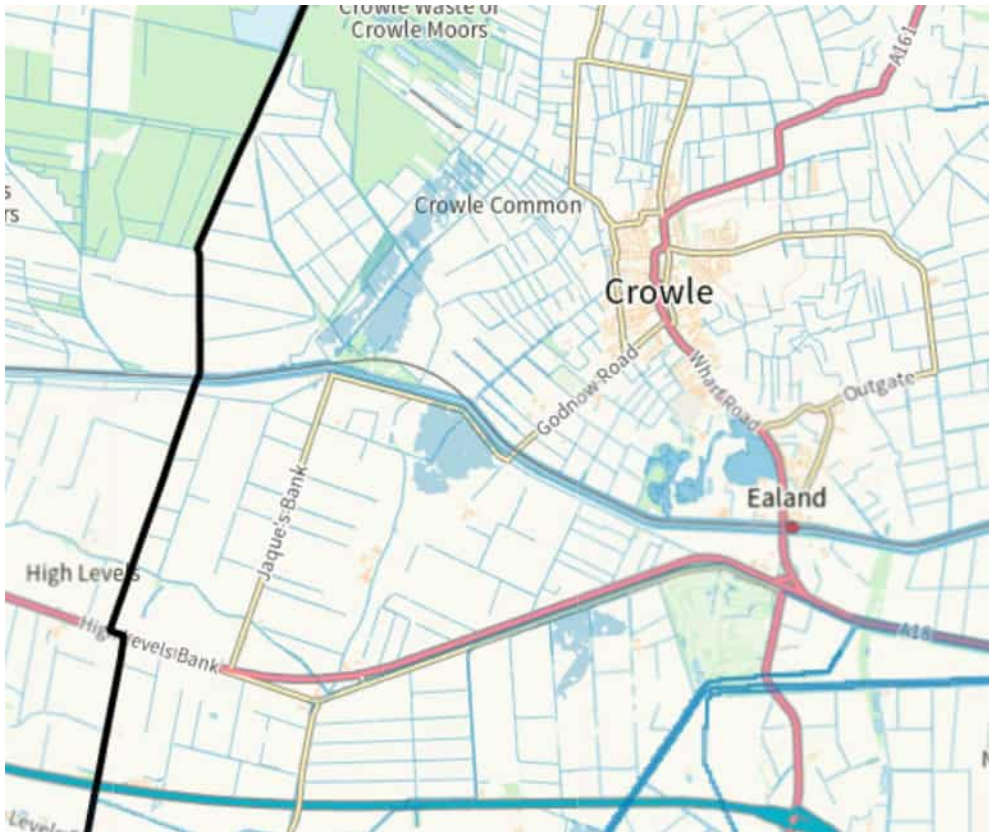 Crowle Waste or
Crowle Moors
A161
Crowle Common
Crowle
Wharf Road
Godnow Road
Outgate
Ealand
Jaque's Bank
High Levels
High Levels Bank
A18
Levels